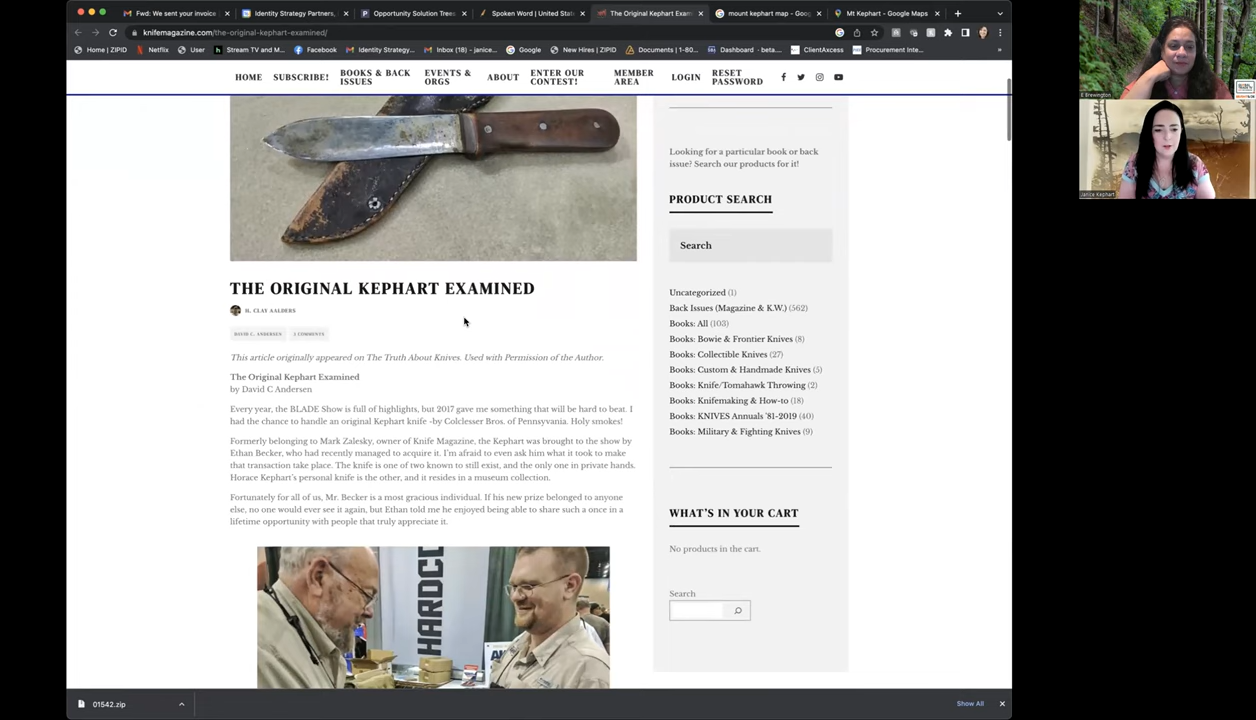 Fwd: We sent your invoice
Identity Strategy Partners,
Opportunity Solution Trees
Spoken Word | United State
The Original Kephart Exam
mount kephart map - Goog
Mt Kephart - Google Maps
knifemagazine.com/the-original-kephart-examined/
Home | ZIPID
Netflix
User
Stream TV and M...
Facebook
Identity Strategy...
Inbox (18) - janice...
Google
New Hires | ZIPID
Documents | 1-80...
Dashboard - beta....
ClientAxcess
Procurement Inte...
HOME
SUBSCRIBE!
BOOKS & BACK
ISSUES
EVENTS &
ORGS
ABOUT
ENTER OUR
CONTEST!
MEMBER
AREA
LOGIN
RESET
PASSWORD
THE ORIGINAL KEPHART EXAMINED
H. CLAY AALDERS
DAVID C. ANDERSEN
2 COMMENTS
This article originally appeared on The Truth About Knives. Used with Permission of the Author.
The Original Kephart Examined
by David C Andersen
Every year, the BLADE Show is full of highlights, but 2017 gave me something that will be hard to beat. I
had the chance to handle an original Kephart knife -by Colclesser Bros. of Pennsyvania. Holy smokes!
Formerly belonging to Mark Zalesky, owner of Knife Magazine, the Kephart was brought to the show by
Ethan Becker, who had recently managed to acquire it. I'm afraid to even ask him what it took to make
that transaction take place. The knife is one of two known to still exist, and the only one in private hands.
Horace Kephart's personal knife is the other, and it resides in a museum collection.
Fortunately for all of us, Mr. Becker is a most gracious individual. If his new prize belonged to anyone
else, no one would ever see it again, but Ethan told me he enjoyed being able to share such a once in a
lifetime opportunity with people that truly appreciate it.
HARDCO
Looking for a particular book or back
issue? Search our products for it!
PRODUCT SEARCH
Search
Uncategorized (1)
Back Issues (Magazine & K.W.) (562)
Books: All (103)
Books: Bowie & Frontier Knives (8)
Books: Collectible Knives (27)
Books: Custom & Handmade Knives (5)
Books: Knife/Tomahawk Throwing (2)
Books: Knifemaking & How-to (18)
Books: KNIVES Annuals '81-2019 (40)
Books: Military & Fighting Knives (9)
WHAT'S IN YOUR CART
No products in the cart.
Search
01542.zip
Show All
E Brewington
Janice Kephart